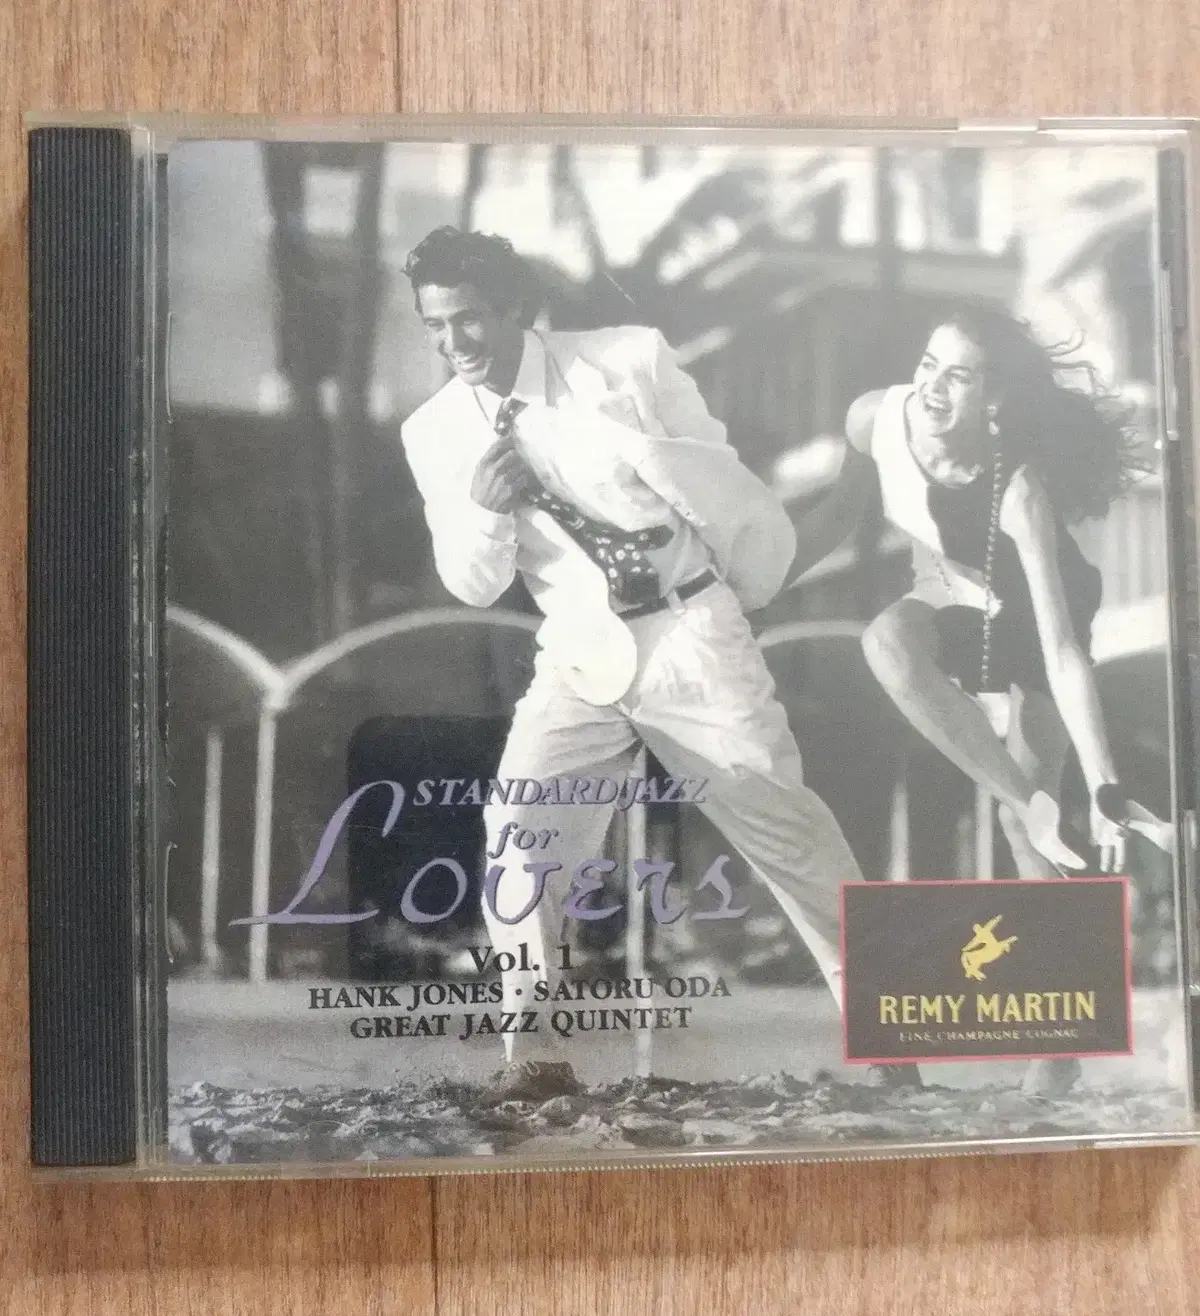 STANDARD JAZZ
for
Lovers
Vol. 1
HANK JONES · SATORU ODA
GREAT JAZZ QUINTET
REMY MARTIN
FINE CHAMPAGNE COGNAC